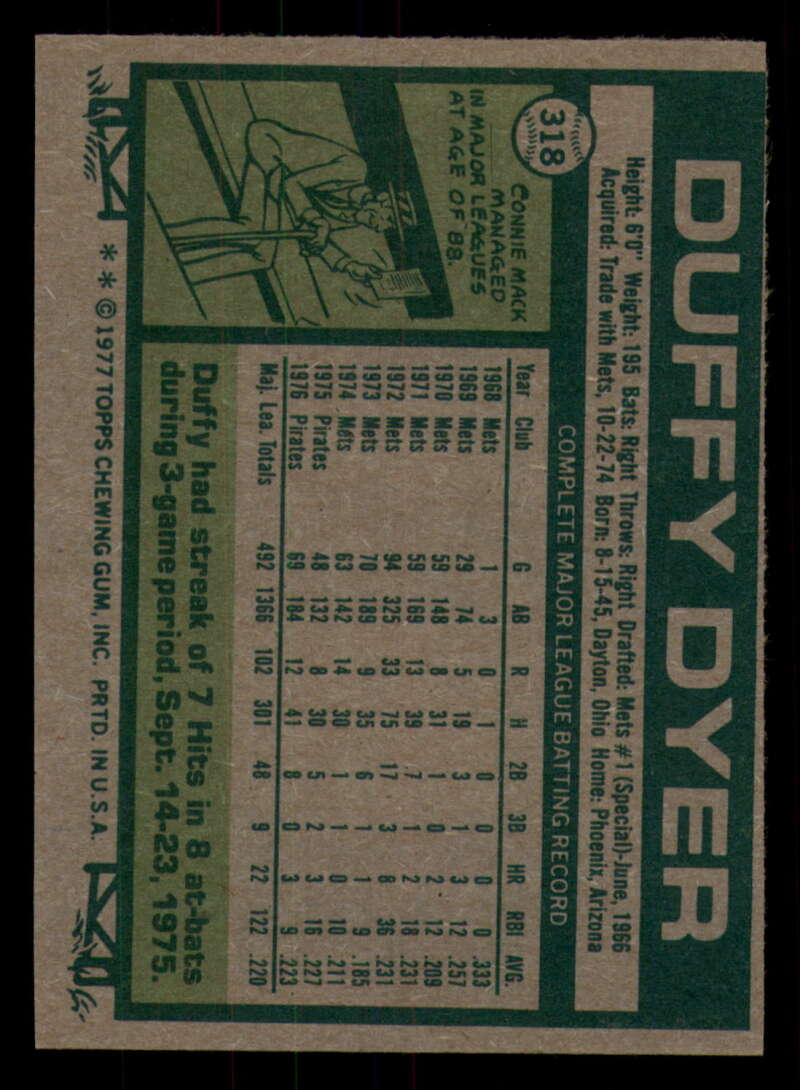 318
DUFFY DYER
Height: 6'0" Weight: 195 Bats: Right Throws: Right Drafted: Mets #1 (Special)-June, 1966
Acquired: Trade with Mets, 10-22-74 Born: 8-15-45, Dayton, Ohio Home: Phoenix, Arizona
CONNIE MACK
MANAGED
IN MAJOR LEAGUES
AT AGE OF 88.
COMPLETE MAJOR LEAGUE BATTING RECORD
Year Club G AB R H 2B 3B HR RBI AVG.
1968 Mets 1 3 0 1 0 0 0 0 .333
1969 Mets 29 74 5 19 3 1 3 12 .257
1970 Mets 59 148 8 31 1 0 2 12 .209
1971 Mets 59 169 13 39 7 1 2 18 .231
1972 Mets 94 325 33 75 17 3 8 36 .231
1973 Mets 70 189 9 35 6 1 1 9 .185
1974 Mets 63 142 14 30 1 1 0 10 .211
1975 Pirates 48 132 8 30 5 2 3 16 .227
1976 Pirates 69 184 12 41 8 0 3 9 .223
Maj. Lea. Totals 492 1366 102 301 48 9 22 122 .220
Duffy had streak of 7 Hits in 8 at-bats
during 3-game period, Sept. 14-23, 1975.
* * © 1977 TOPPS CHEWING GUM, INC. PRTD. IN U.S.A.